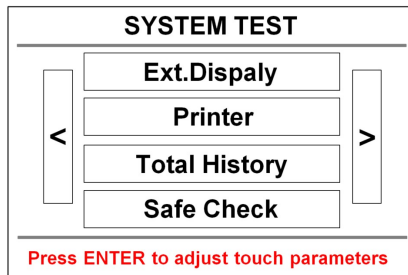 SYSTEM TEST
Ext.Dispaly
Printer
< >
Total History
Safe Check
Press ENTER to adjust touch parameters